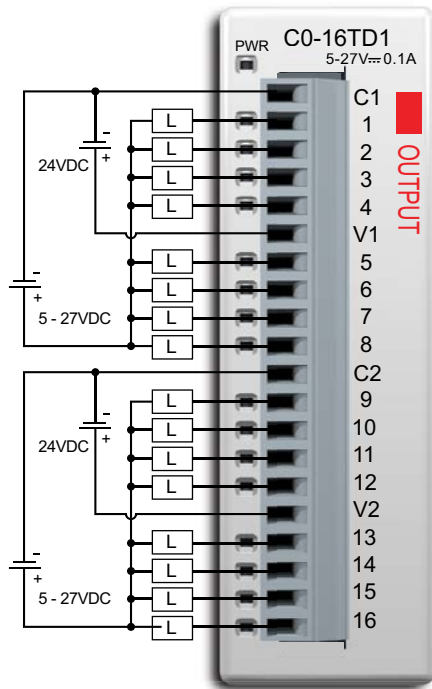 C0-16TD1
PWR
5-27V⎓0.1A
C1
L 1
L 2
24VDC
- +
L 3
L 4
V1
OUTPUT
L 5
L 6
- +
5 - 27VDC
L 7
L 8
C2
L 9
L 10
24VDC
- +
L 11
L 12
V2
L 13
L 14
- +
5 - 27VDC
L 15
L 16